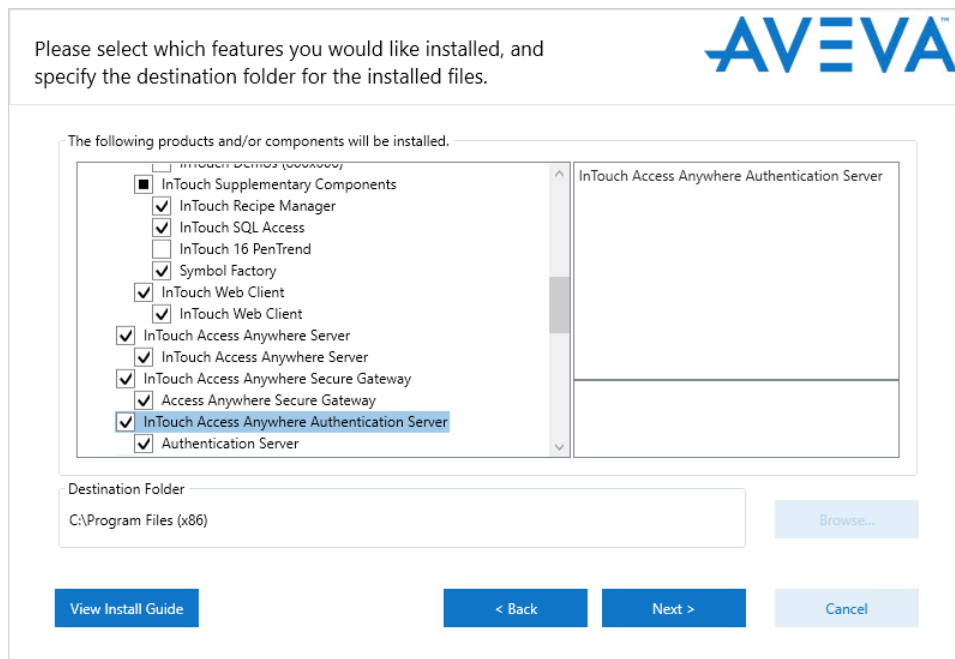 Please select which features you would like installed, and
specify the destination folder for the installed files.
AVEVA™
The following products and/or components will be installed.
InTouch Demos (800x600)
InTouch Supplementary Components
InTouch Recipe Manager
InTouch SQL Access
InTouch 16 PenTrend
Symbol Factory
InTouch Web Client
InTouch Web Client
InTouch Access Anywhere Server
InTouch Access Anywhere Server
InTouch Access Anywhere Secure Gateway
Access Anywhere Secure Gateway
InTouch Access Anywhere Authentication Server
Authentication Server
InTouch Access Anywhere Authentication Server
Destination Folder
C:\Program Files (x86)
Browse...
View Install Guide
< Back
Next >
Cancel